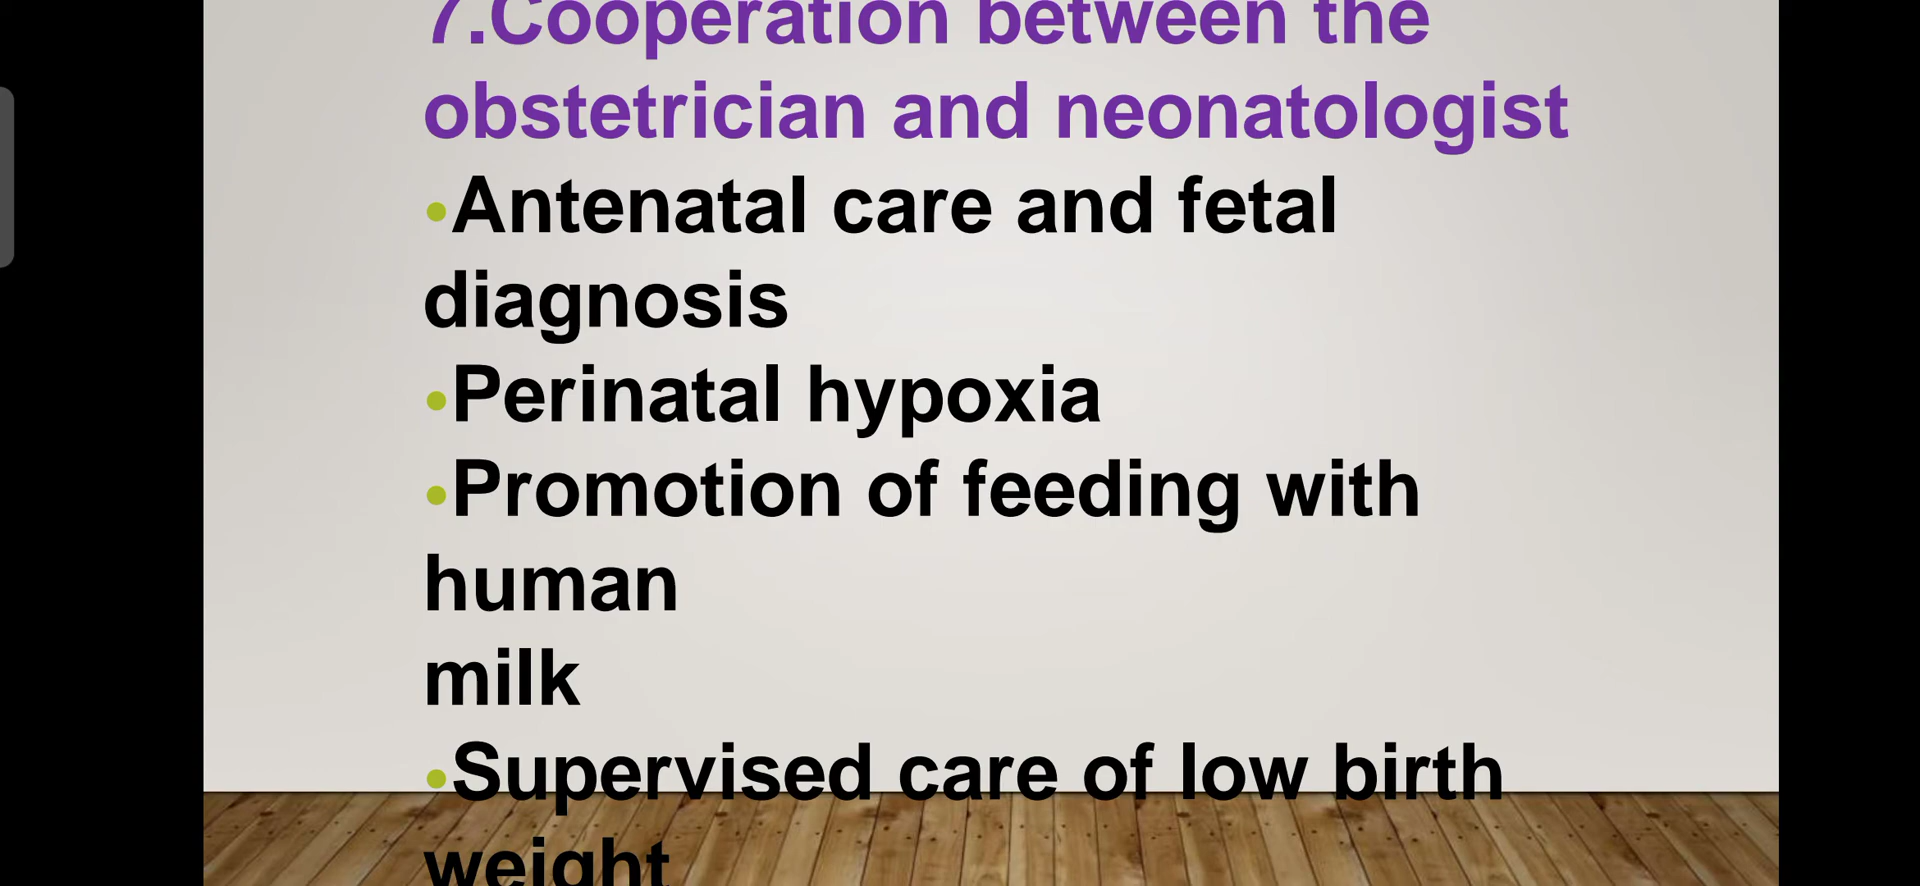 7.Cooperation between the
obstetrician and neonatologist
•Antenatal care and fetal
diagnosis
•Perinatal hypoxia
•Promotion of feeding with
human
milk
•Supervised care of low birth
weight